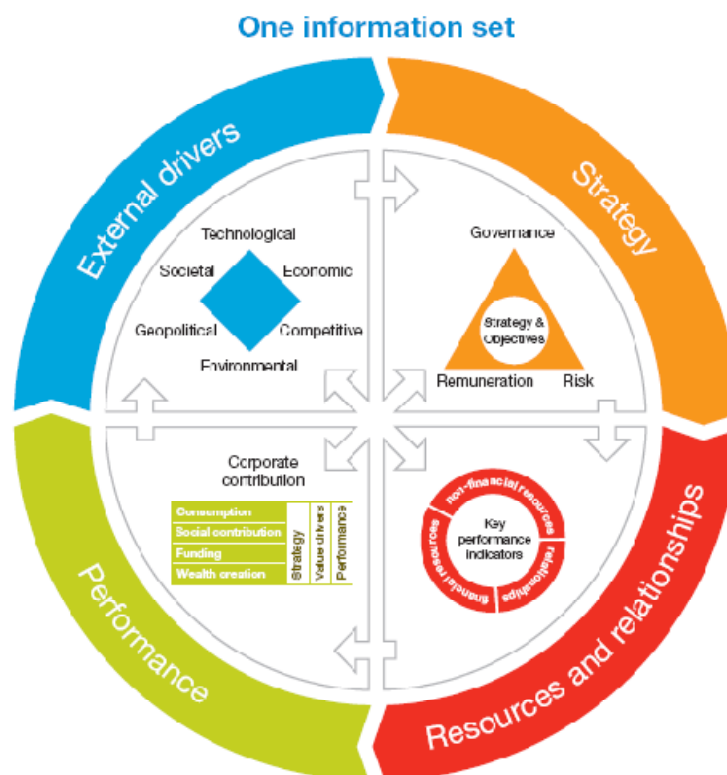 One information set
External drivers
Strategy
Technological
Societal
Economic
Geopolitical
Competitive
Environmental
Governance
Strategy &
Objectives
Remuneration
Risk
Corporate
contribution
Consumption
Social contribution
Funding
Wealth creation
Strategy
Value drivers
Performance
non-financial resources
Key
performance
indicators
financial resources
relationships
Performance
Resources and relationships